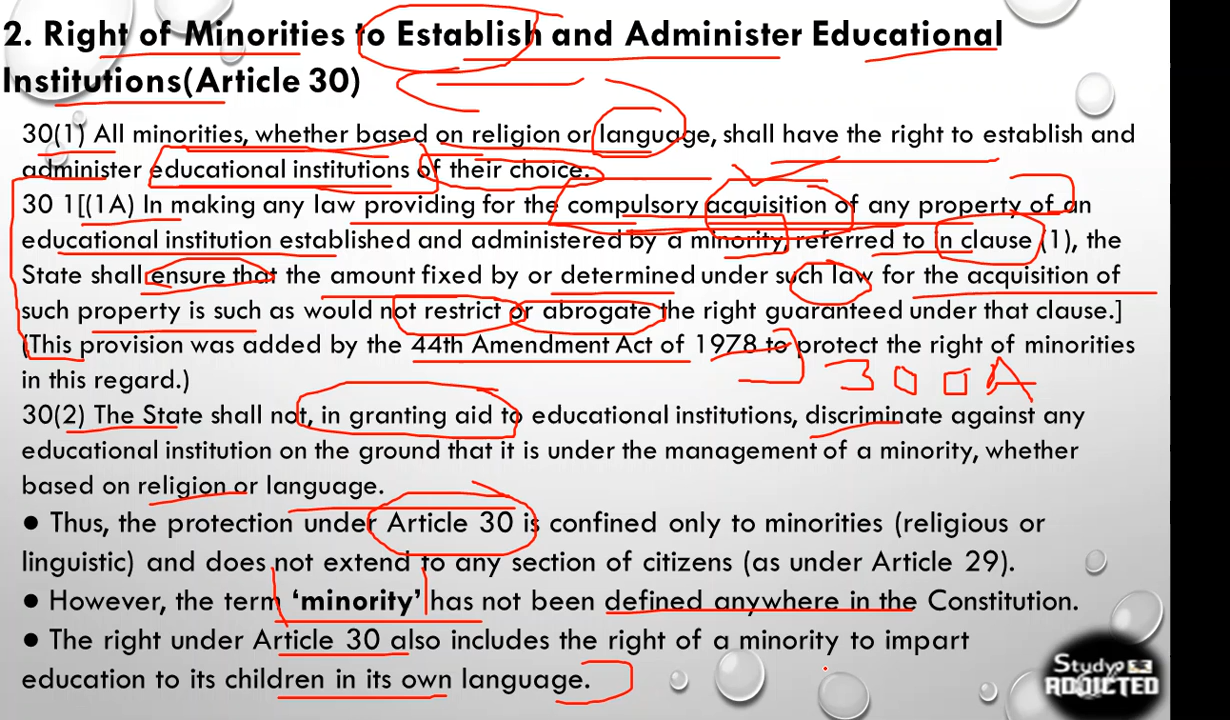 2. Right of Minorities to Establish and Administer Educational
Institutions(Article 30)
30(1) All minorities, whether based on religion or language, shall have the right to establish and
administer educational institutions of their choice.
30 1[(1A) In making any law providing for the compulsory acquisition of any property of an
educational institution established and administered by a minority, referred to in clause (1), the
State shall ensure that the amount fixed by or determined under such law for the acquisition of
such property is such as would not restrict or abrogate the right guaranteed under that clause.]
(This provision was added by the 44th Amendment Act of 1978 to protect the right of minorities
in this regard.)
300A
30(2) The State shall not, in granting aid to educational institutions, discriminate against any
educational institution on the ground that it is under the management of a minority, whether
based on religion or language.
● Thus, the protection under Article 30 is confined only to minorities (religious or
linguistic) and does not extend to any section of citizens (as under Article 29).
● However, the term ‘minority’ has not been defined anywhere in the Constitution.
● The right under Article 30 also includes the right of a minority to impart
education to its children in its own language.
Study
ADDICTED